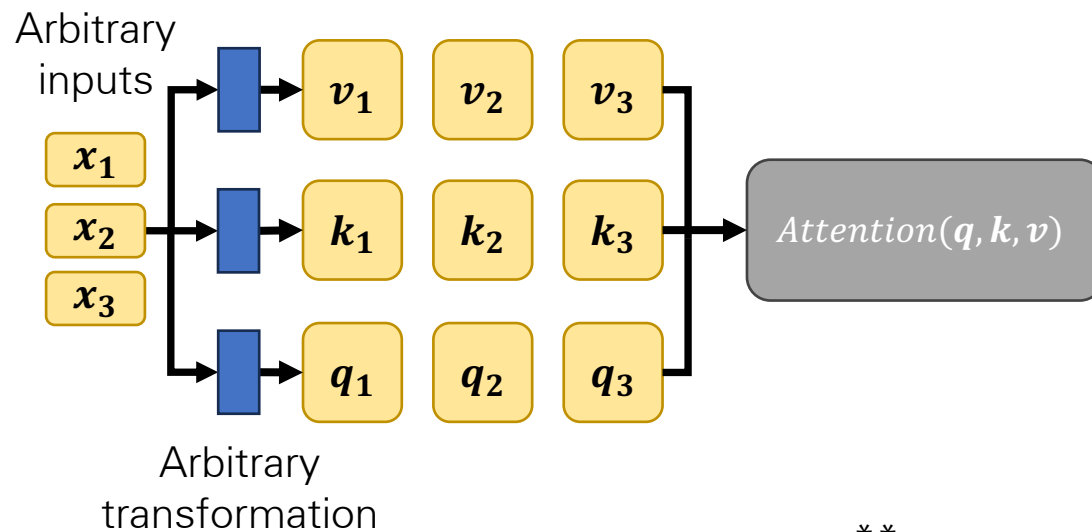 Arbitrary
inputs
x₁
x₂
x₃
v₁ v₂ v₃
k₁ k₂ k₃
q₁ q₂ q₃
Attention(q, k, v)
Arbitrary
transformation
**